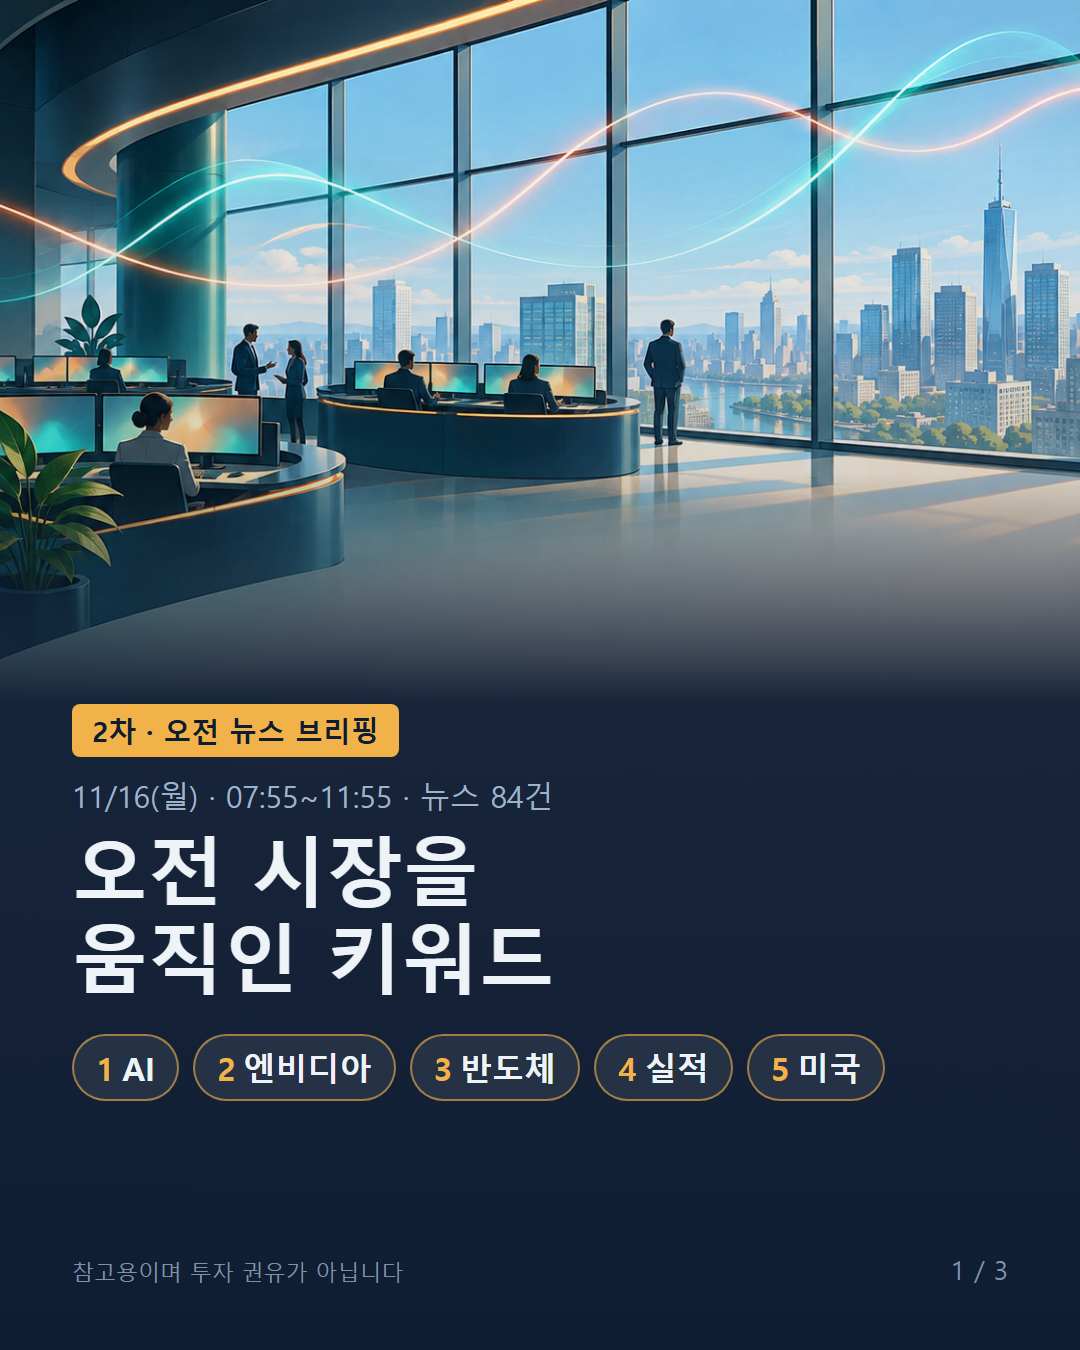 2차 · 오전 뉴스 브리핑
11/16(월) · 07:55~11:55 · 뉴스 84건
오전 시장을
움직인 키워드
1 AI 2 엔비디아 3 반도체 4 실적 5 미국
참고용이며 투자 권유가 아닙니다 1 / 3